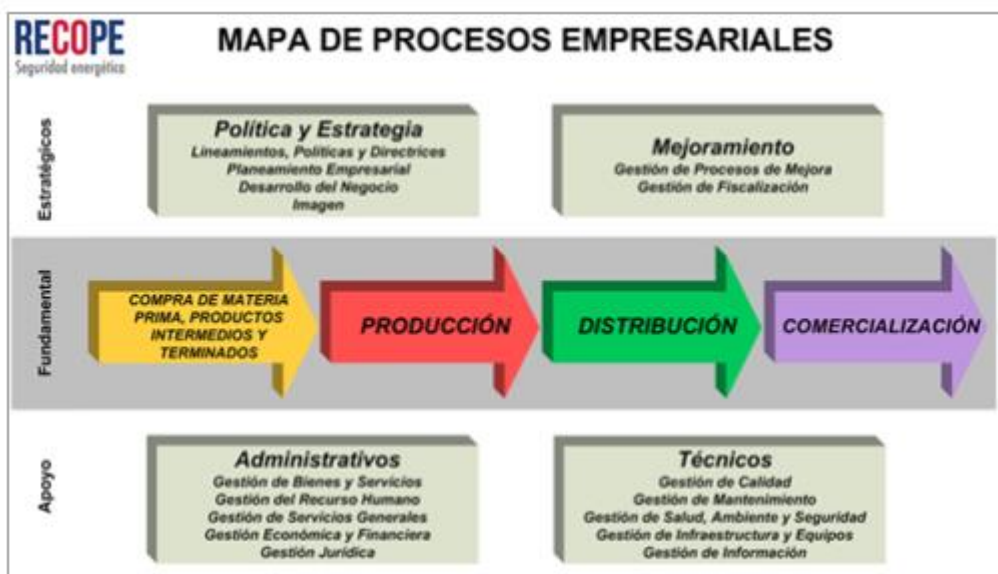 RECOPE
Seguridad energética
MAPA DE PROCESOS EMPRESARIALES
Estratégicos
Política y Estrategia
Lineamientos, Políticas y Directrices
Planeamiento Empresarial
Desarrollo del Negocio
Imagen
Mejoramiento
Gestión de Procesos de Mejora
Gestión de Fiscalización
Fundamental
COMPRA DE MATERIA
PRIMA, PRODUCTOS
INTERMEDIOS Y
TERMINADOS
PRODUCCIÓN
DISTRIBUCIÓN
COMERCIALIZACIÓN
Apoyo
Administrativos
Gestión de Bienes y Servicios
Gestión del Recurso Humano
Gestión de Servicios Generales
Gestión Económica y Financiera
Gestión Jurídica
Técnicos
Gestión de Calidad
Gestión de Mantenimiento
Gestión de Salud, Ambiente y Seguridad
Gestión de Infraestructura y Equipos
Gestión de Información